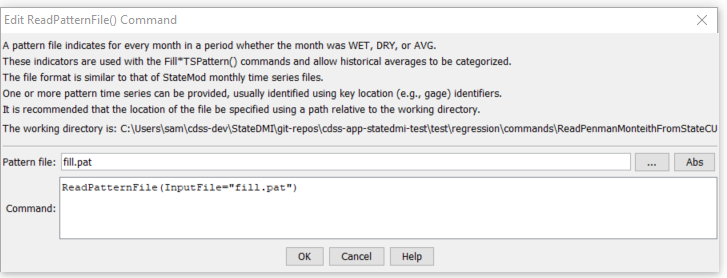 Edit ReadPatternFile() Command
A pattern file indicates for every month in a period whether the month was WET, DRY, or AVG.
These indicators are used with the Fill*TSPattern() commands and allow historical averages to be categorized.
The file format is similar to that of StateMod monthly time series files.
One or more pattern time series can be provided, usually identified using key location (e.g., gage) identifiers.
It is recommended that the location of the file be specified using a path relative to the working directory.
The working directory is: C:\Users\sam\cdss-dev\StateDMI\git-repos\cdss-app-statedmi-test\test\regression\commands\ReadPenmanMonteithFromStateCU
Pattern file: fill.pat ... Abs
ReadPatternFile(InputFile="fill.pat")
Command:
OK Cancel Help